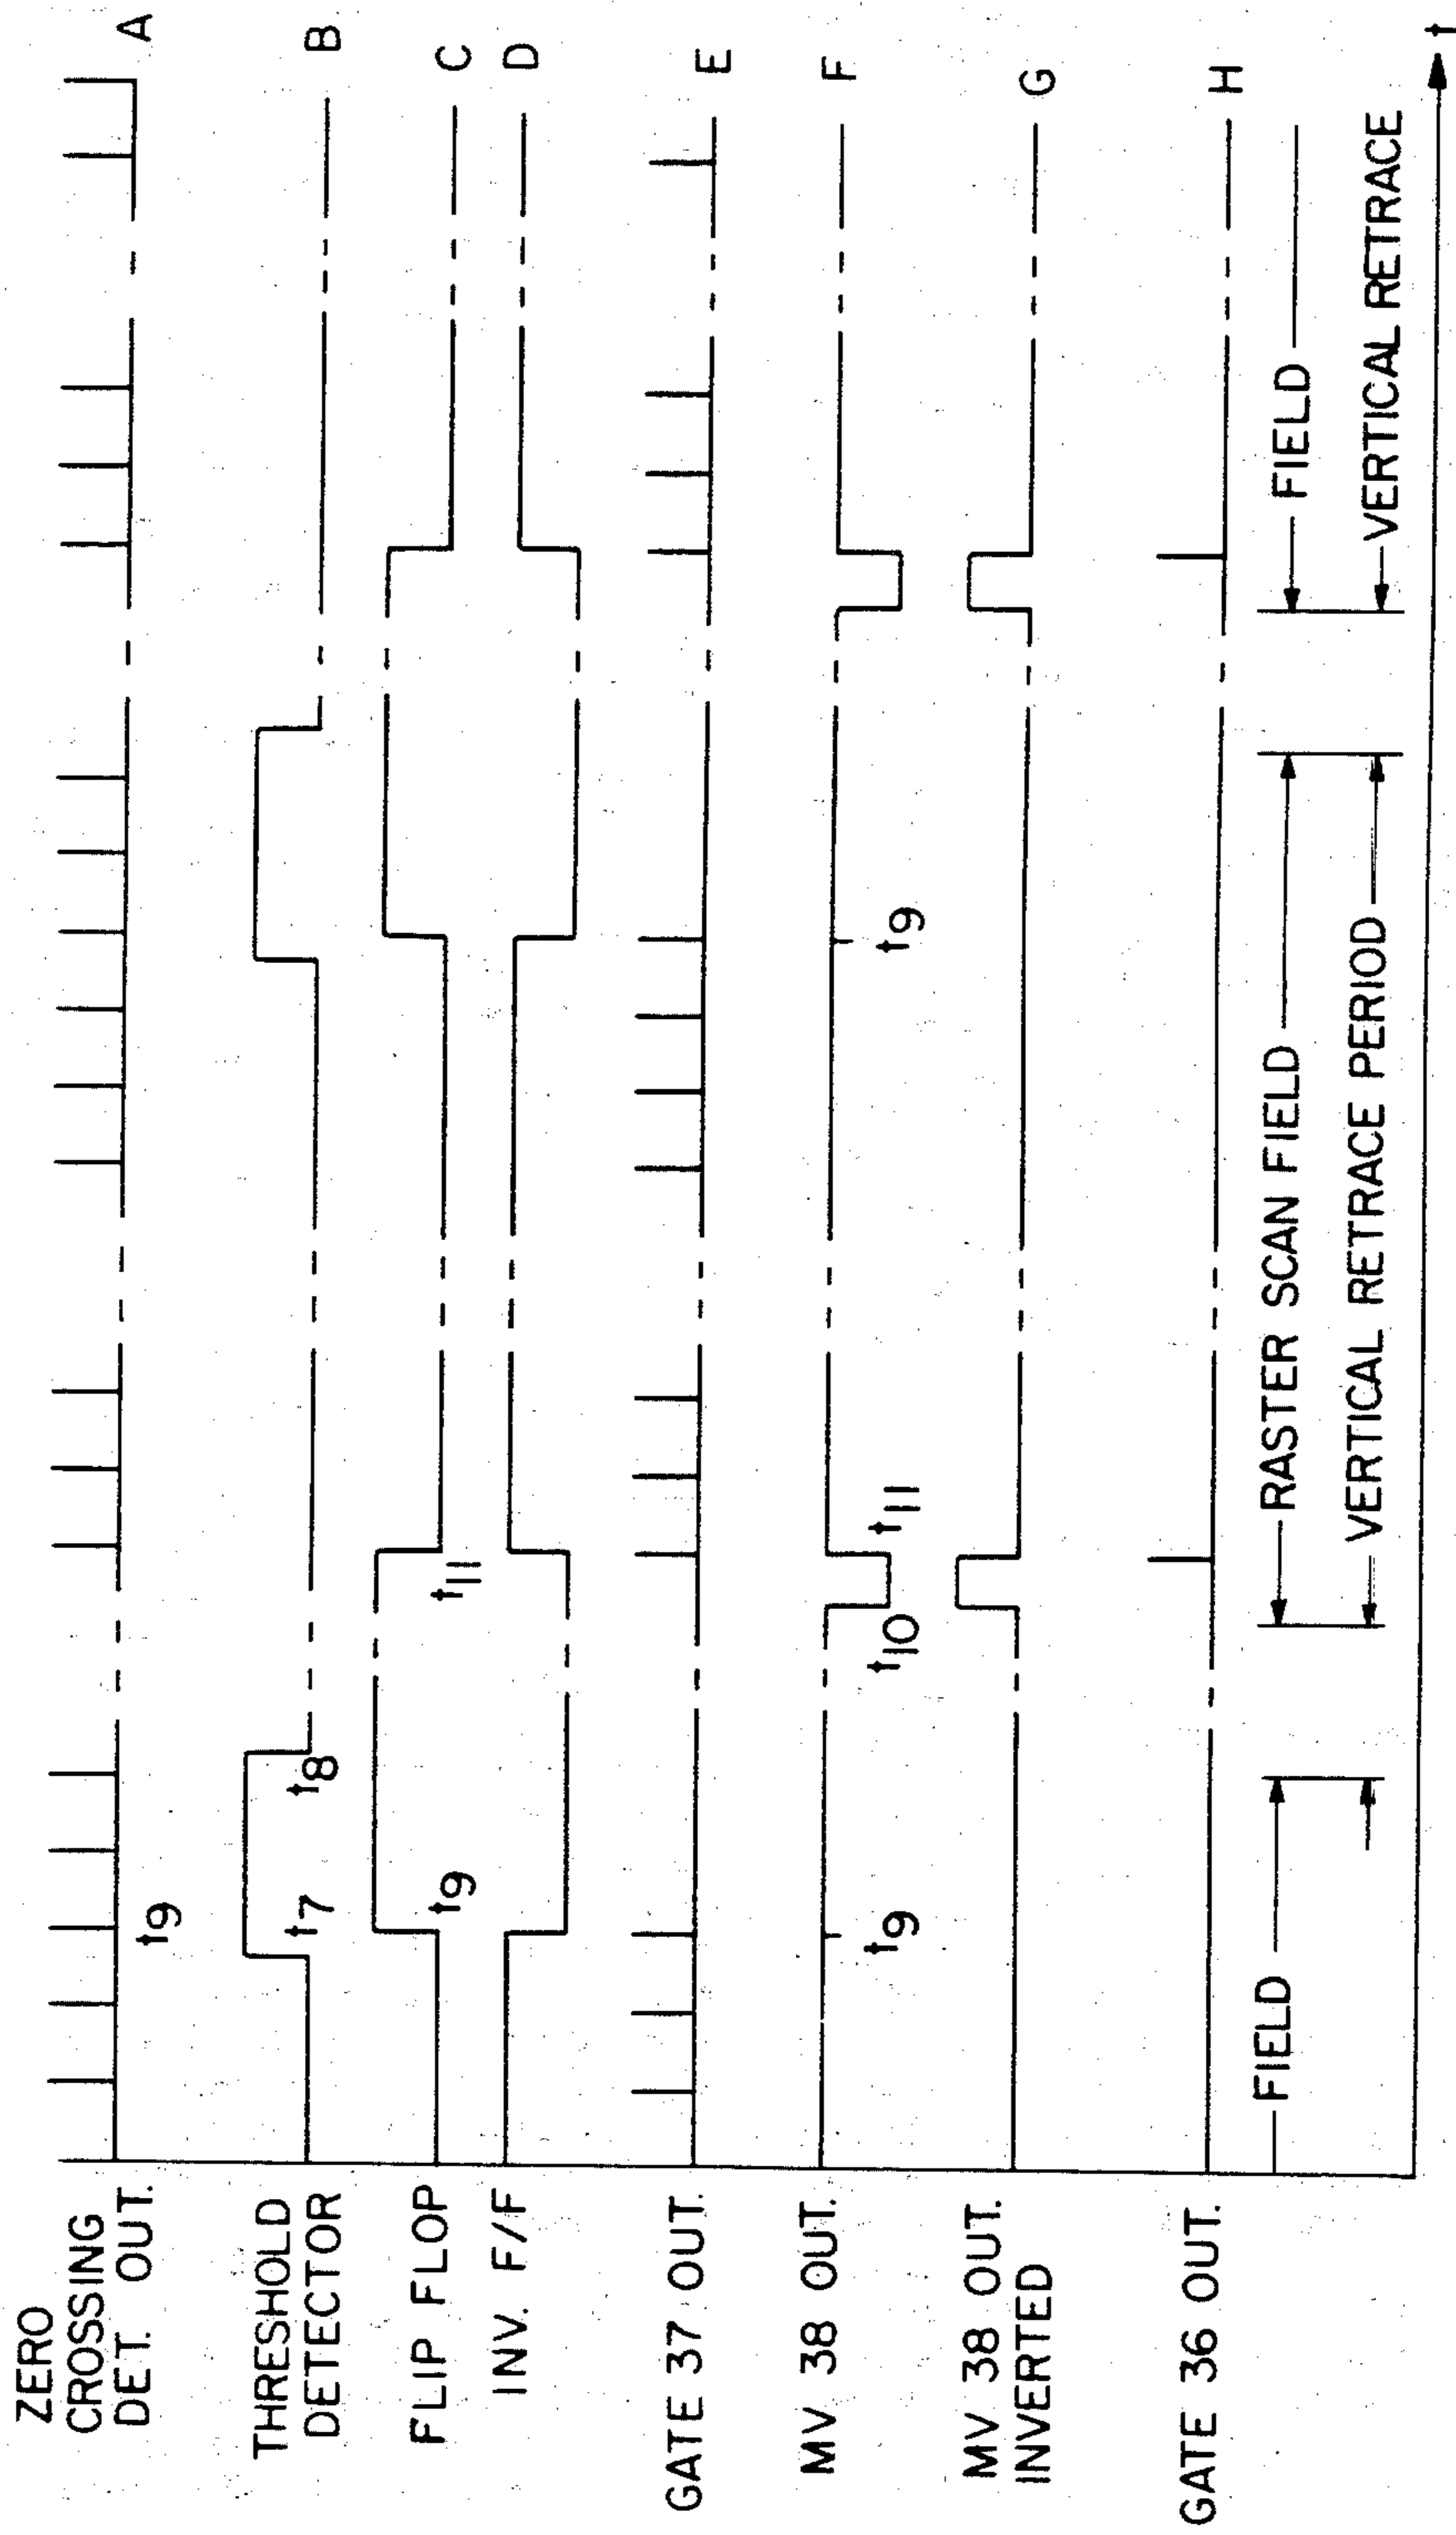 ZERO
CROSSING
DET. OUT.
t9
A
THRESHOLD
DETECTOR
t7
t8
B
FLIP FLOP
t9
t11
C
INV. F/F
D
GATE 37 OUT.
E
MV 38 OUT.
t9
t10
t11
t9
F
MV 38 OUT.
INVERTED
G
GATE 36 OUT.
H
FIELD
RASTER SCAN FIELD
FIELD
VERTICAL RETRACE PERIOD
VERTICAL RETRACE
t